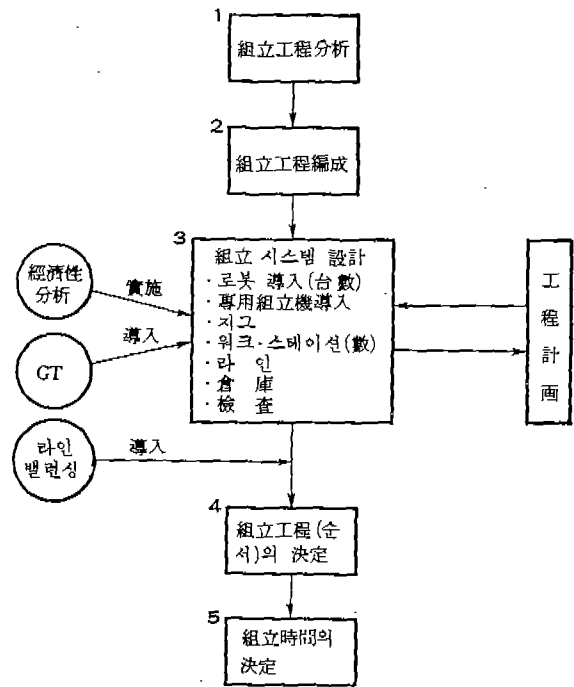 1
組立工程分析
2
組立工程編成
3
組立 시스템 設計
·로봇 導入(台數)
·專用組立機導入
·지그
·워크·스테이션(數)
·라 인
·倉 庫
·檢 査
經濟性
分析
實施
GT
導入
라인
밸런싱
導入
工
程
計
画
4
組立工程(순
서)의 決定
5
組立時間의
決定